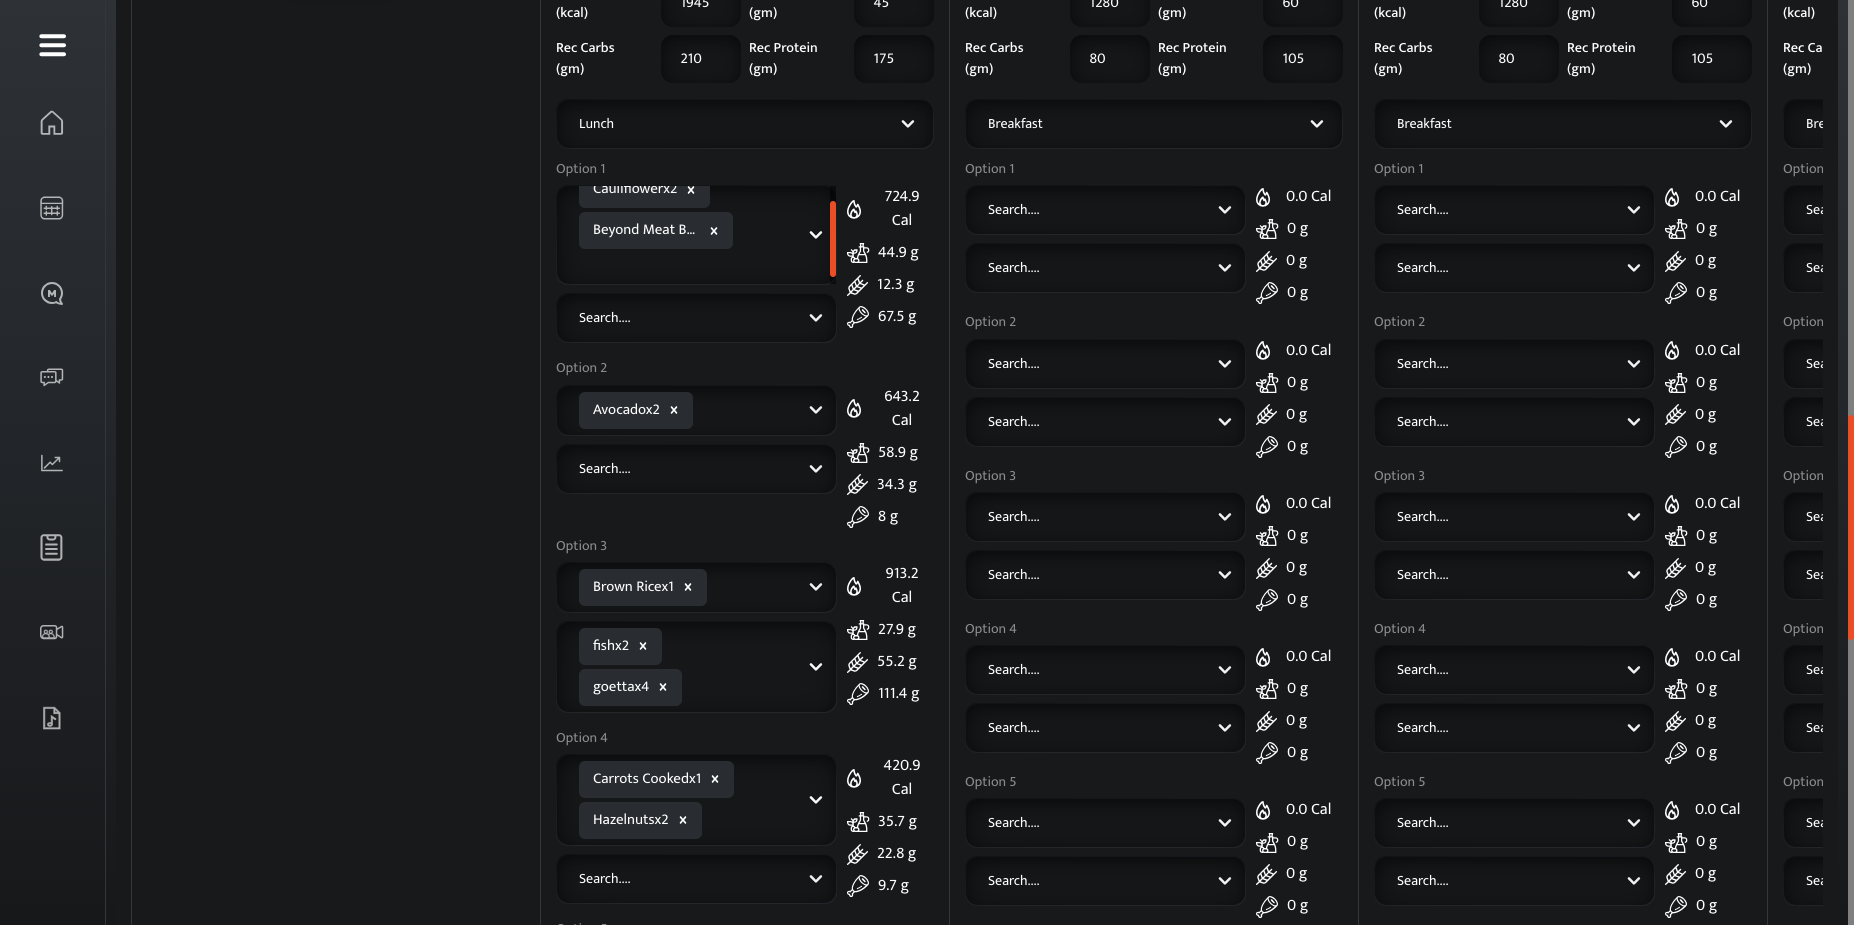 (kcal) 1945 (gm) 45
Rec Carbs (gm) 210 Rec Protein (gm) 175
Lunch
Option 1
Cauliflowerx2 x
Beyond Meat B... x
Search....
724.9 Cal
44.9 g
12.3 g
67.5 g
Option 2
Avocadox2 x
Search....
643.2 Cal
58.9 g
34.3 g
8 g
Option 3
Brown Ricex1 x
fishx2 x
goettax4 x
913.2 Cal
27.9 g
55.2 g
111.4 g
Option 4
Carrots Cookedx1 x
Hazelnutsx2 x
Search....
420.9 Cal
35.7 g
22.8 g
9.7 g
(kcal) 1280 (gm) 60
Rec Carbs (gm) 80 Rec Protein (gm) 105
Breakfast
Option 1
Search....
Search....
0.0 Cal
0 g
0 g
0 g
Option 2
Search....
Search....
0.0 Cal
0 g
0 g
0 g
Option 3
Search....
Search....
0.0 Cal
0 g
0 g
0 g
Option 4
Search....
Search....
0.0 Cal
0 g
0 g
0 g
Option 5
Search....
Search....
0.0 Cal
0 g
0 g
0 g
(kcal) 1280 (gm) 60
Rec Carbs (gm) 80 Rec Protein (gm) 105
Breakfast
Option 1
Search....
Search....
0.0 Cal
0 g
0 g
0 g
Option 2
Search....
Search....
0.0 Cal
0 g
0 g
0 g
Option 3
Search....
Search....
0.0 Cal
0 g
0 g
0 g
Option 4
Search....
Search....
0.0 Cal
0 g
0 g
0 g
Option 5
Search....
Search....
0.0 Cal
0 g
0 g
0 g
(kcal)
Rec Ca
(gm)
Bre
Option
Sea
Sea
Option
Sea
Sea
Option
Sea
Sea
Option
Sea
Sea
Option
Sea
Sea